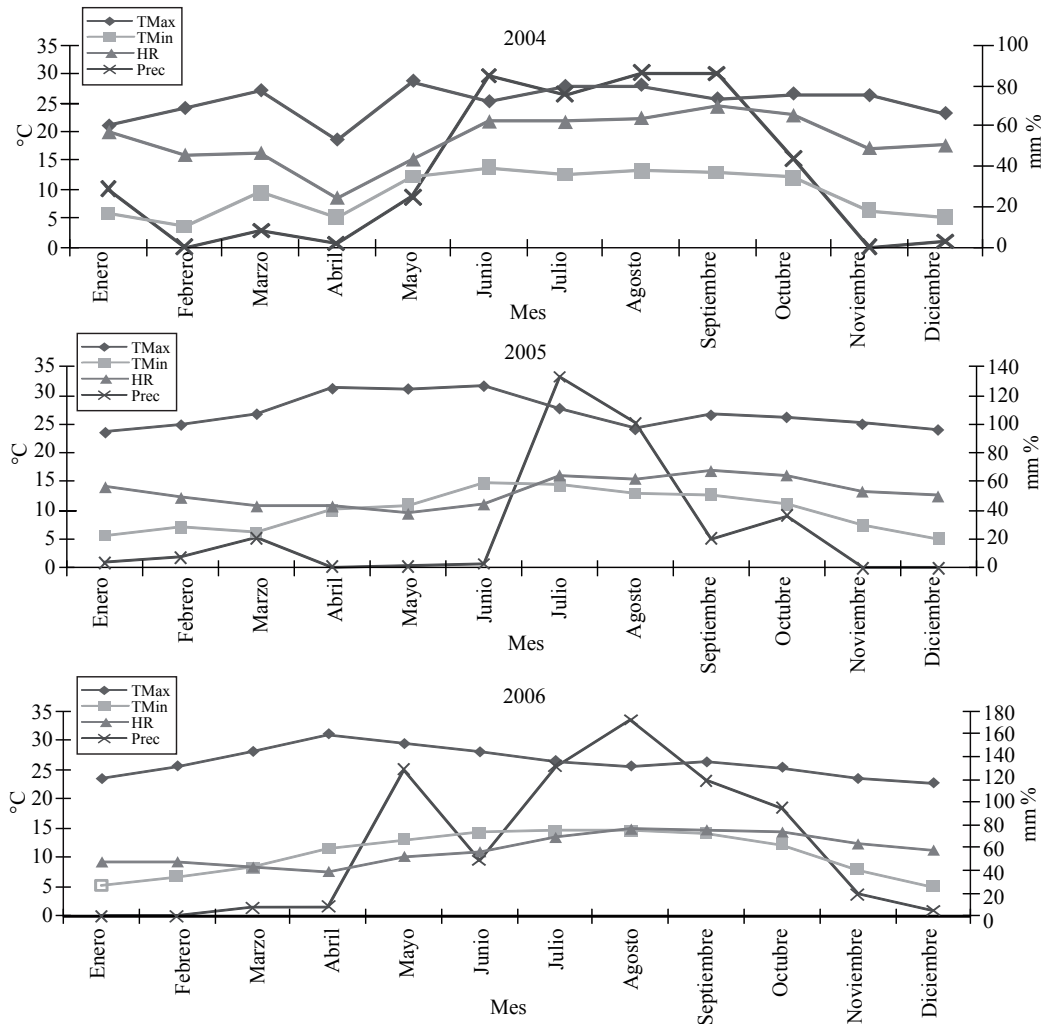 TMax
TMin
HR
Prec
2004
°C
35
30
25
20
15
10
5
0
100
80
60
40
20
0
mm %
Enero
Febrero
Marzo
Abril
Mayo
Junio
Julio
Agosto
Septiembre
Octubre
Noviembre
Diciembre
Mes
TMax
TMin
HR
Prec
2005
°C
35
30
25
20
15
10
5
0
140
120
100
80
60
40
20
0
mm %
Enero
Febrero
Marzo
Abril
Mayo
Junio
Julio
Agosto
Septiembre
Octubre
Noviembre
Diciembre
Mes
TMax
TMin
HR
Prec
2006
°C
35
30
25
20
15
10
5
0
180
160
140
120
100
80
60
40
20
0
mm %
Enero
Febrero
Marzo
Abril
Mayo
Junio
Julio
Agosto
Septiembre
Octubre
Noviembre
Diciembre
Mes